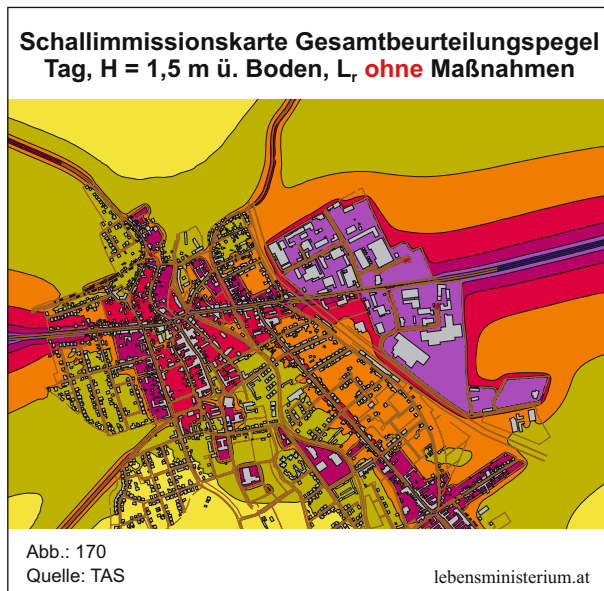 Schallimmissionskarte Gesamtbeurteilungspegel
Tag, H = 1,5 m ü. Boden, Lr ohne Maßnahmen
H
Abb.: 170
Quelle: TAS
lebensministerium.at